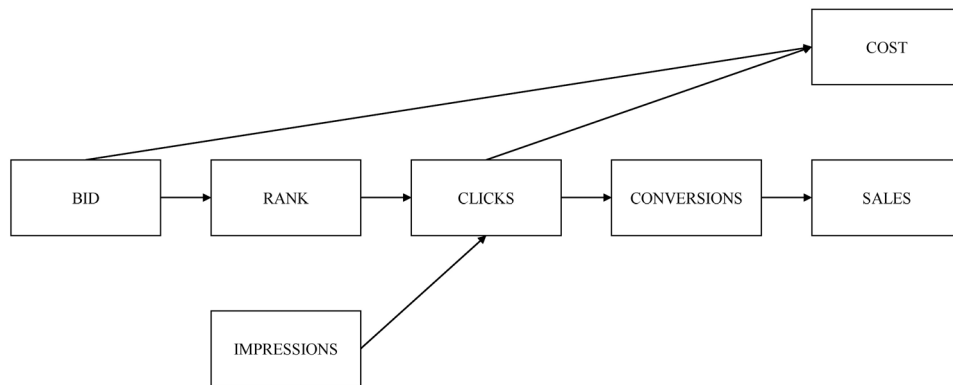 COST
BID
RANK
CLICKS
CONVERSIONS
SALES
IMPRESSIONS